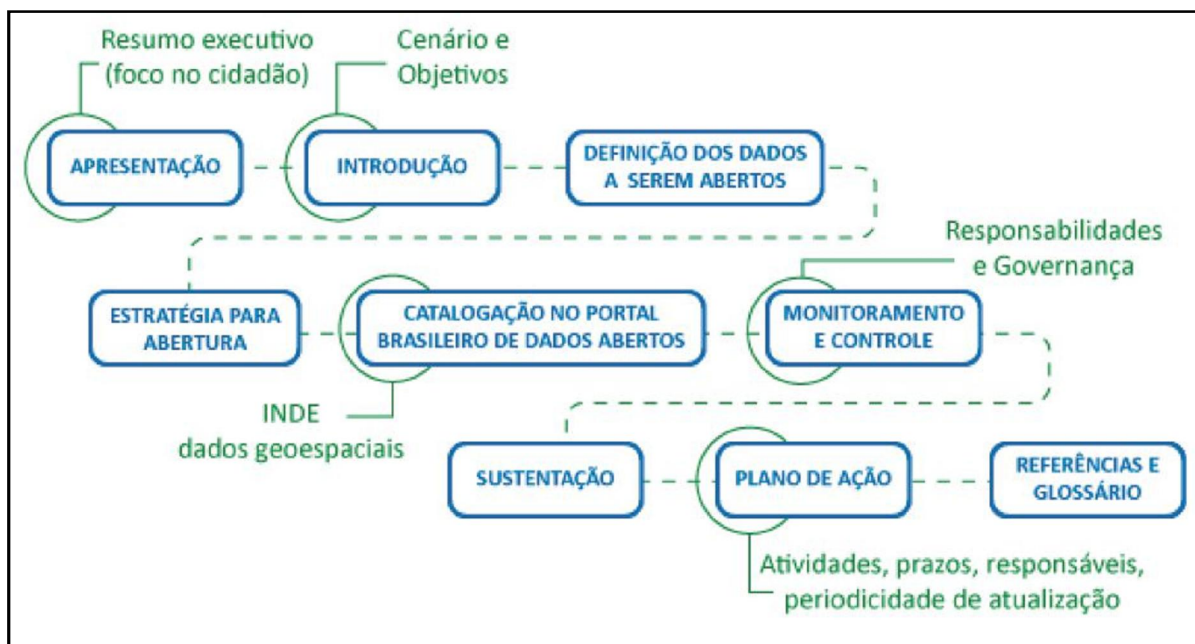 Resumo executivo
(foco no cidadão)
Cenário e
Objetivos
APRESENTAÇÃO
INTRODUÇÃO
DEFINIÇÃO DOS DADOS
A SEREM ABERTOS
Responsabilidades
e Governança
ESTRATÉGIA PARA
ABERTURA
CATALOGAÇÃO NO PORTAL
BRASILEIRO DE DADOS ABERTOS
MONITORAMENTO
E CONTROLE
INDE
dados geoespaciais
SUSTENTAÇÃO
PLANO DE AÇÃO
REFERÊNCIAS E
GLOSSÁRIO
Atividades, prazos, responsáveis,
periodicidade de atualização